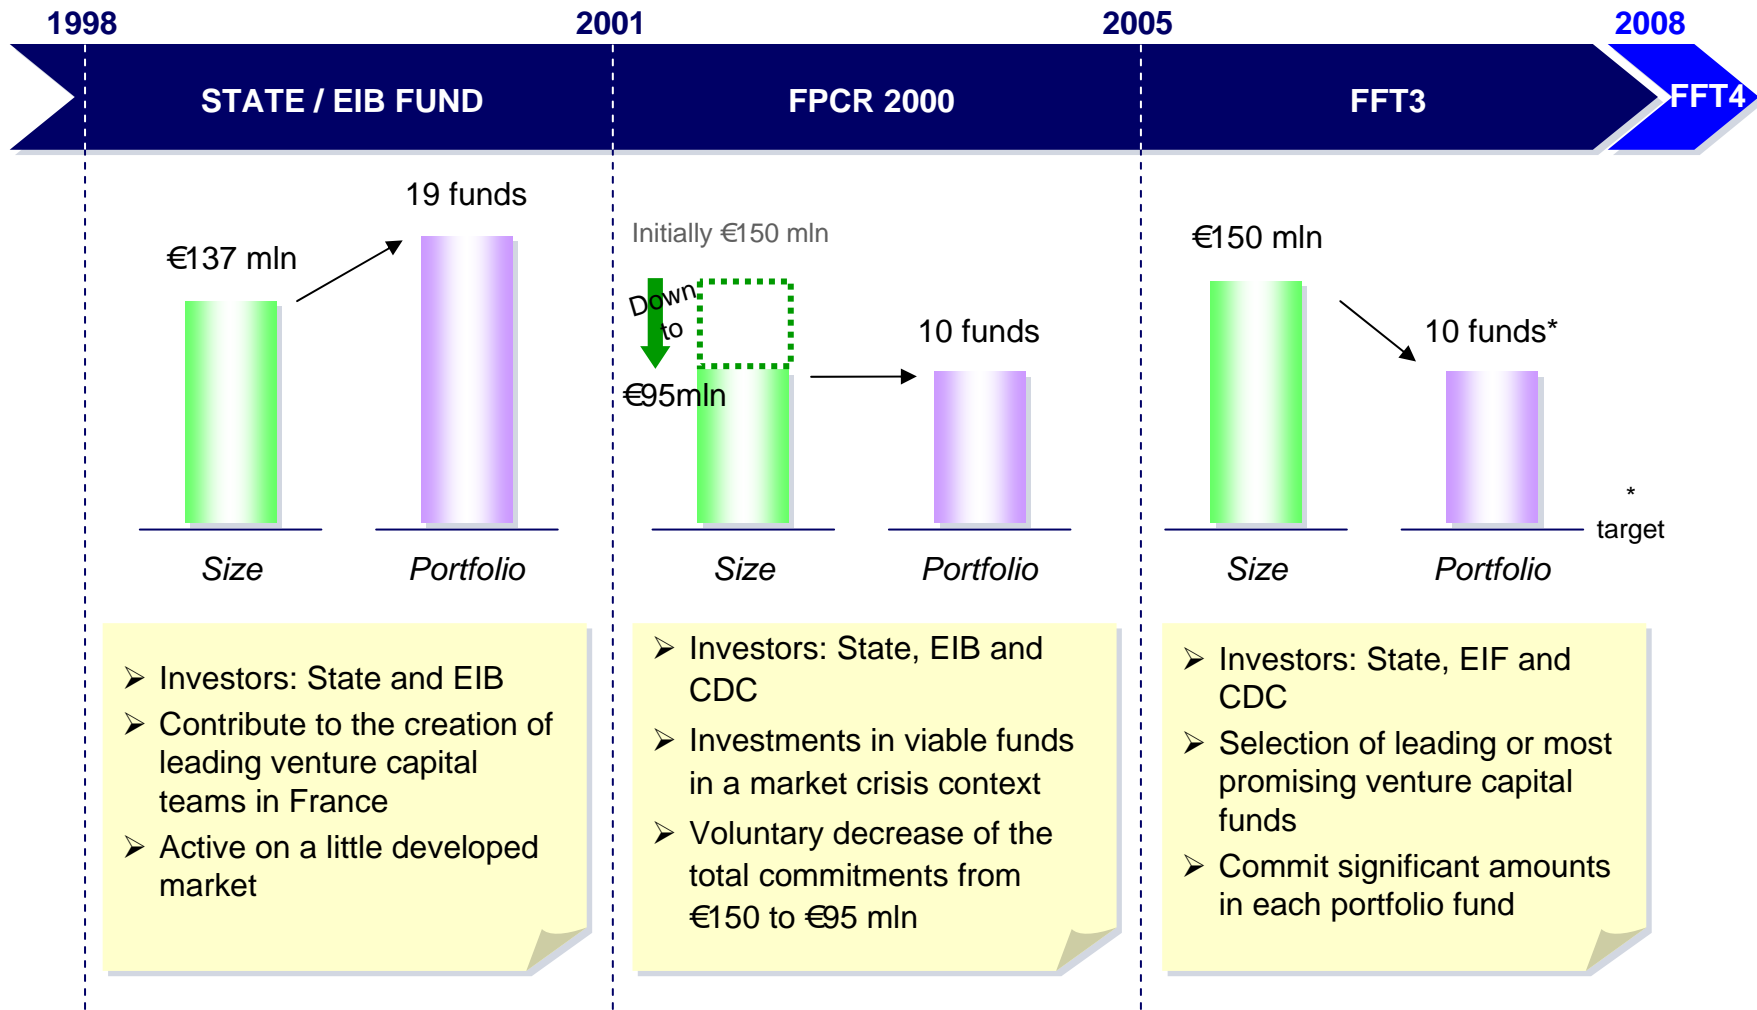 1998
2001
2005
2008
STATE / EIB FUND
FPCR 2000
FFT3
FFT4
€137 mln
19 funds
Size
Portfolio
➢ Investors: State and EIB
➢ Contribute to the creation of
leading venture capital
teams in France
➢ Active on a little developed
market
Initially €150 mln
Down
to
€95mln
10 funds
Size
Portfolio
➢ Investors: State, EIB and
CDC
➢ Investments in viable funds
in a market crisis context
➢ Voluntary decrease of the
total commitments from
€150 to €95 mln
€150 mln
10 funds*
*
target
Size
Portfolio
➢ Investors: State, EIF and
CDC
➢ Selection of leading or most
promising venture capital
funds
➢ Commit significant amounts
in each portfolio fund